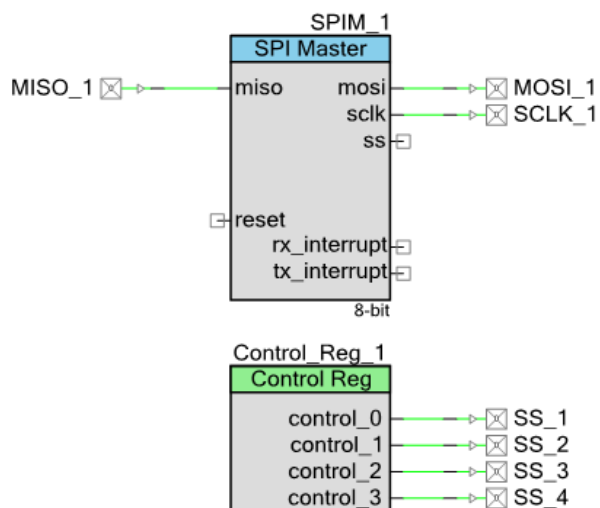 SPIM_1
SPI Master
MISO_1 miso mosi MOSI_1
sclk SCLK_1
ss
reset
rx_interrupt
tx_interrupt
8-bit
Control_Reg_1
Control Reg
control_0 SS_1
control_1 SS_2
control_2 SS_3
control_3 SS_4